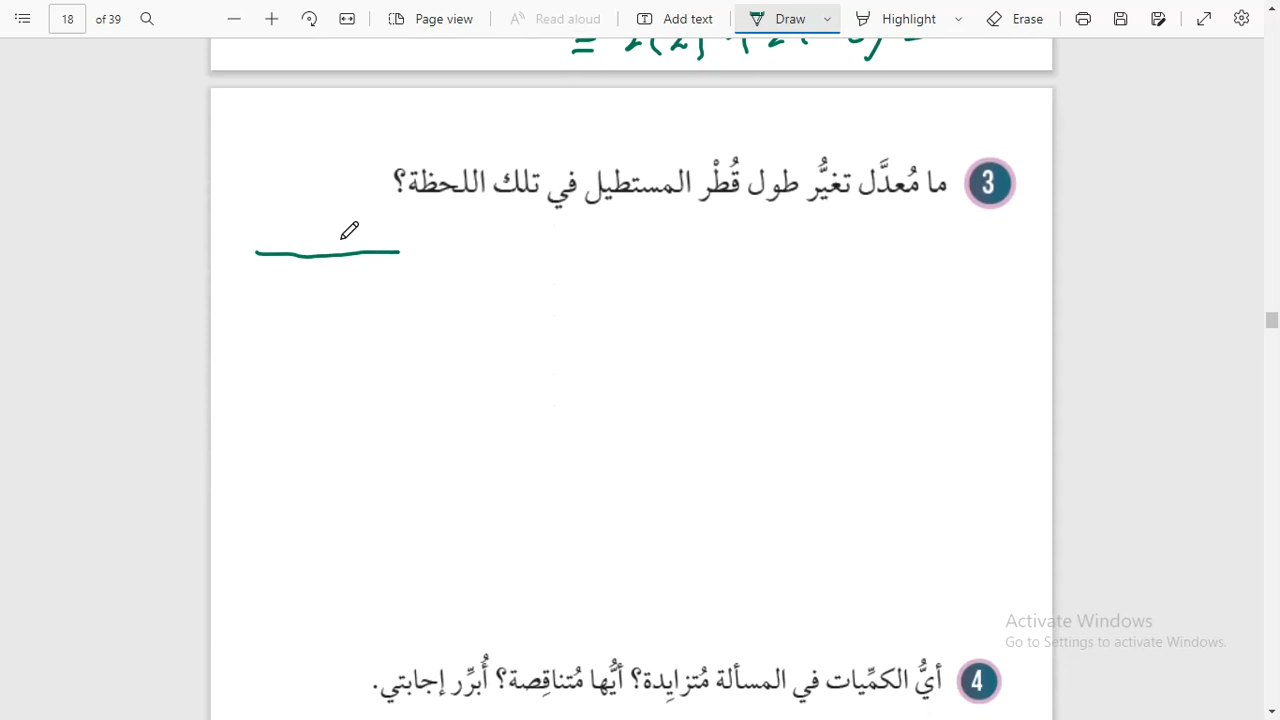 18 of 39 Page view Read aloud Add text Draw Highlight Erase
3 ما مُعدَّل تغيُّر طول قُطْر المستطيل في تلك اللحظة؟
Activate Windows
Go to Settings to activate Windows.
4 أيُّ الكمِّيات في المسألة مُتزايِدة؟ أيُّها مُتناقِصة؟ أُبرِّر إجابتي.